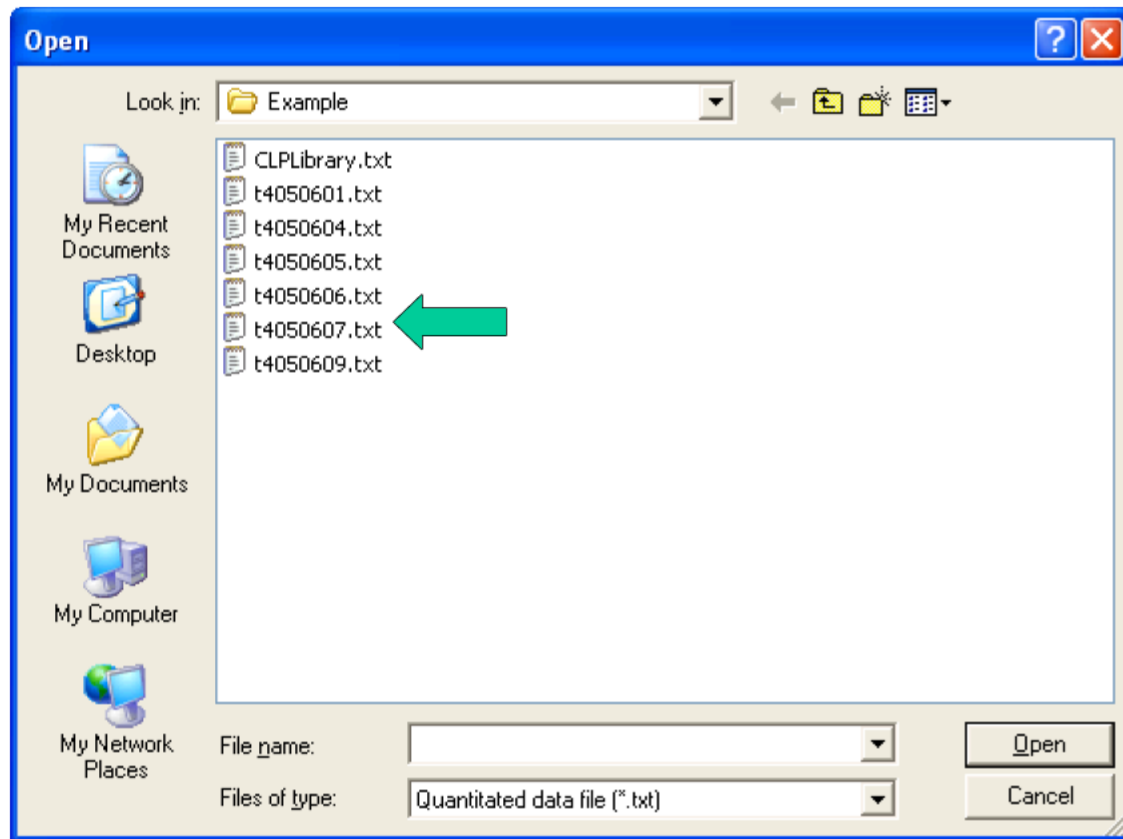 Open
Look in:
Example
My Recent
Documents
Desktop
My Documents
My Computer
My Network
Places
CLPLibrary.txt
t4050601.txt
t4050604.txt
t4050605.txt
t4050606.txt
t4050607.txt
t4050609.txt
File name:
Open
Files of type:
Quantitated data file (*.txt)
Cancel